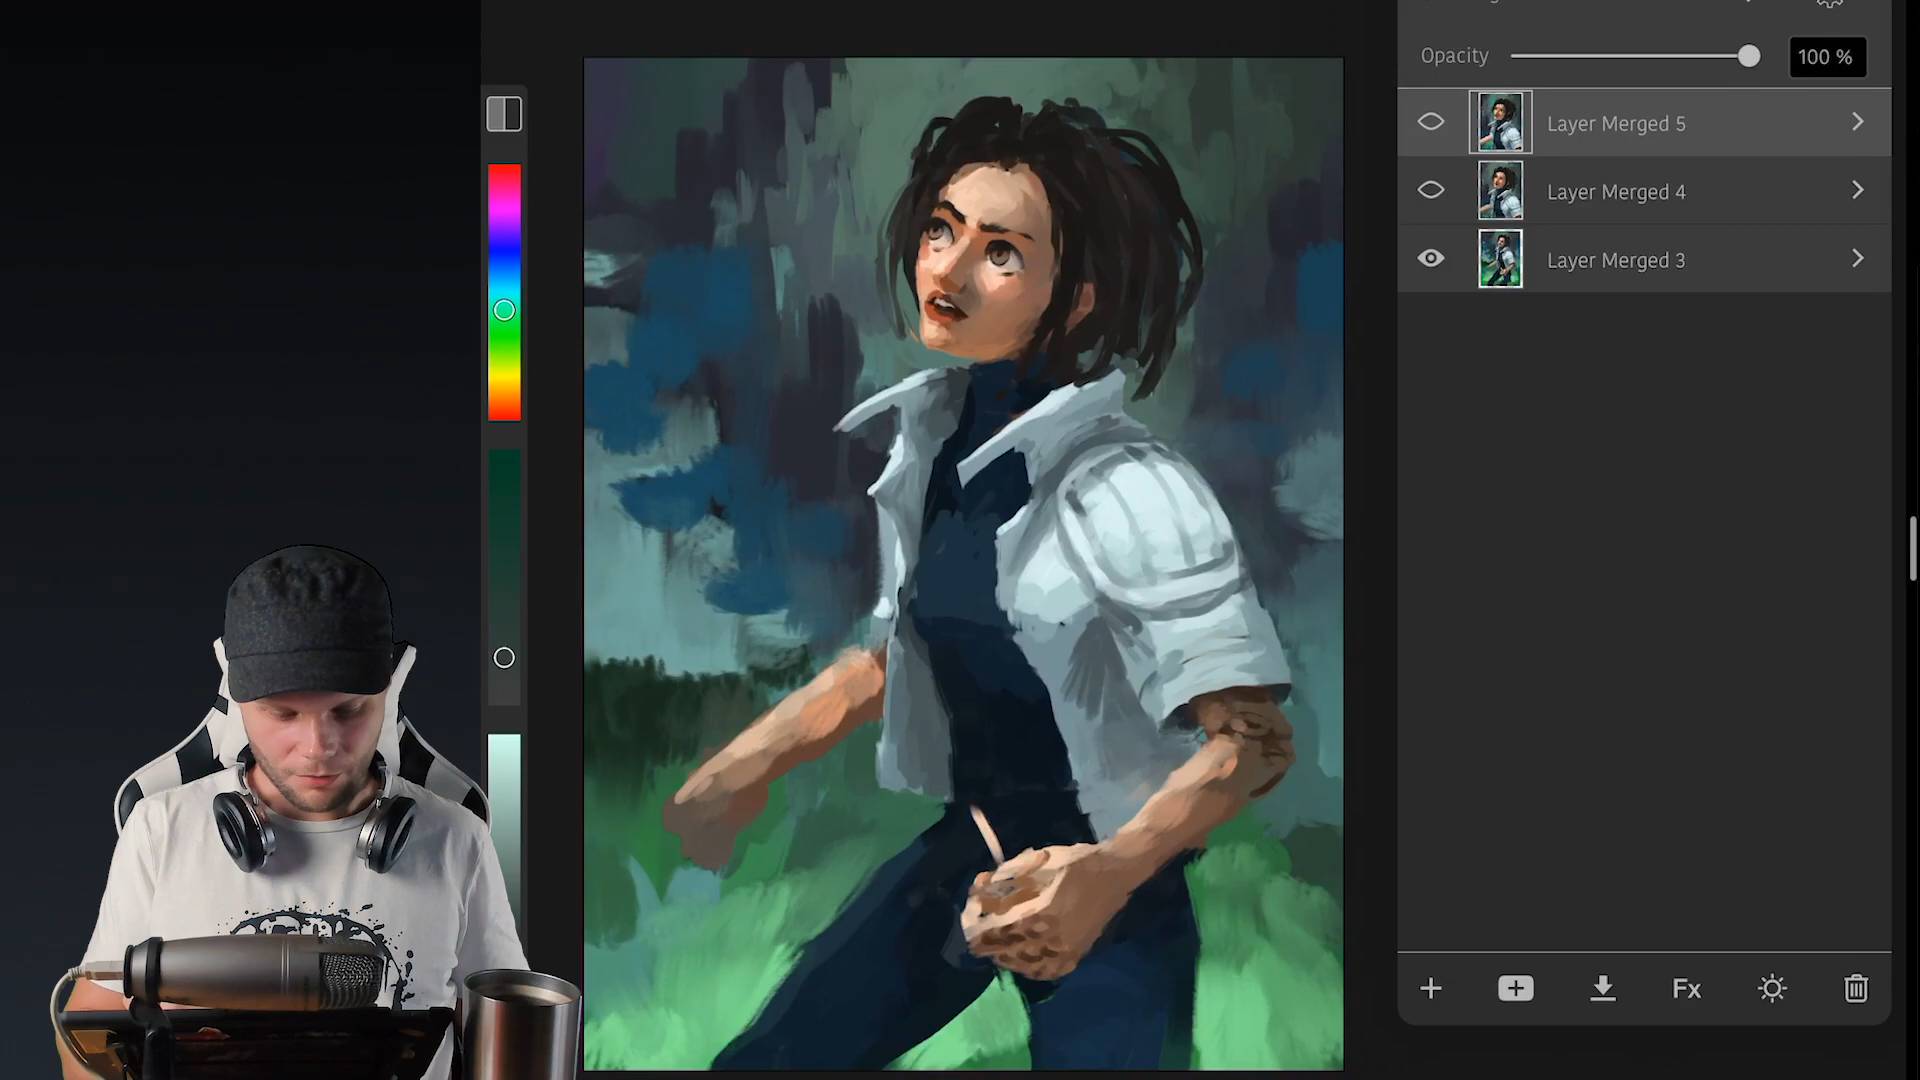 Opacity
100 %
Layer Merged 5
Layer Merged 4
Layer Merged 3
Fx